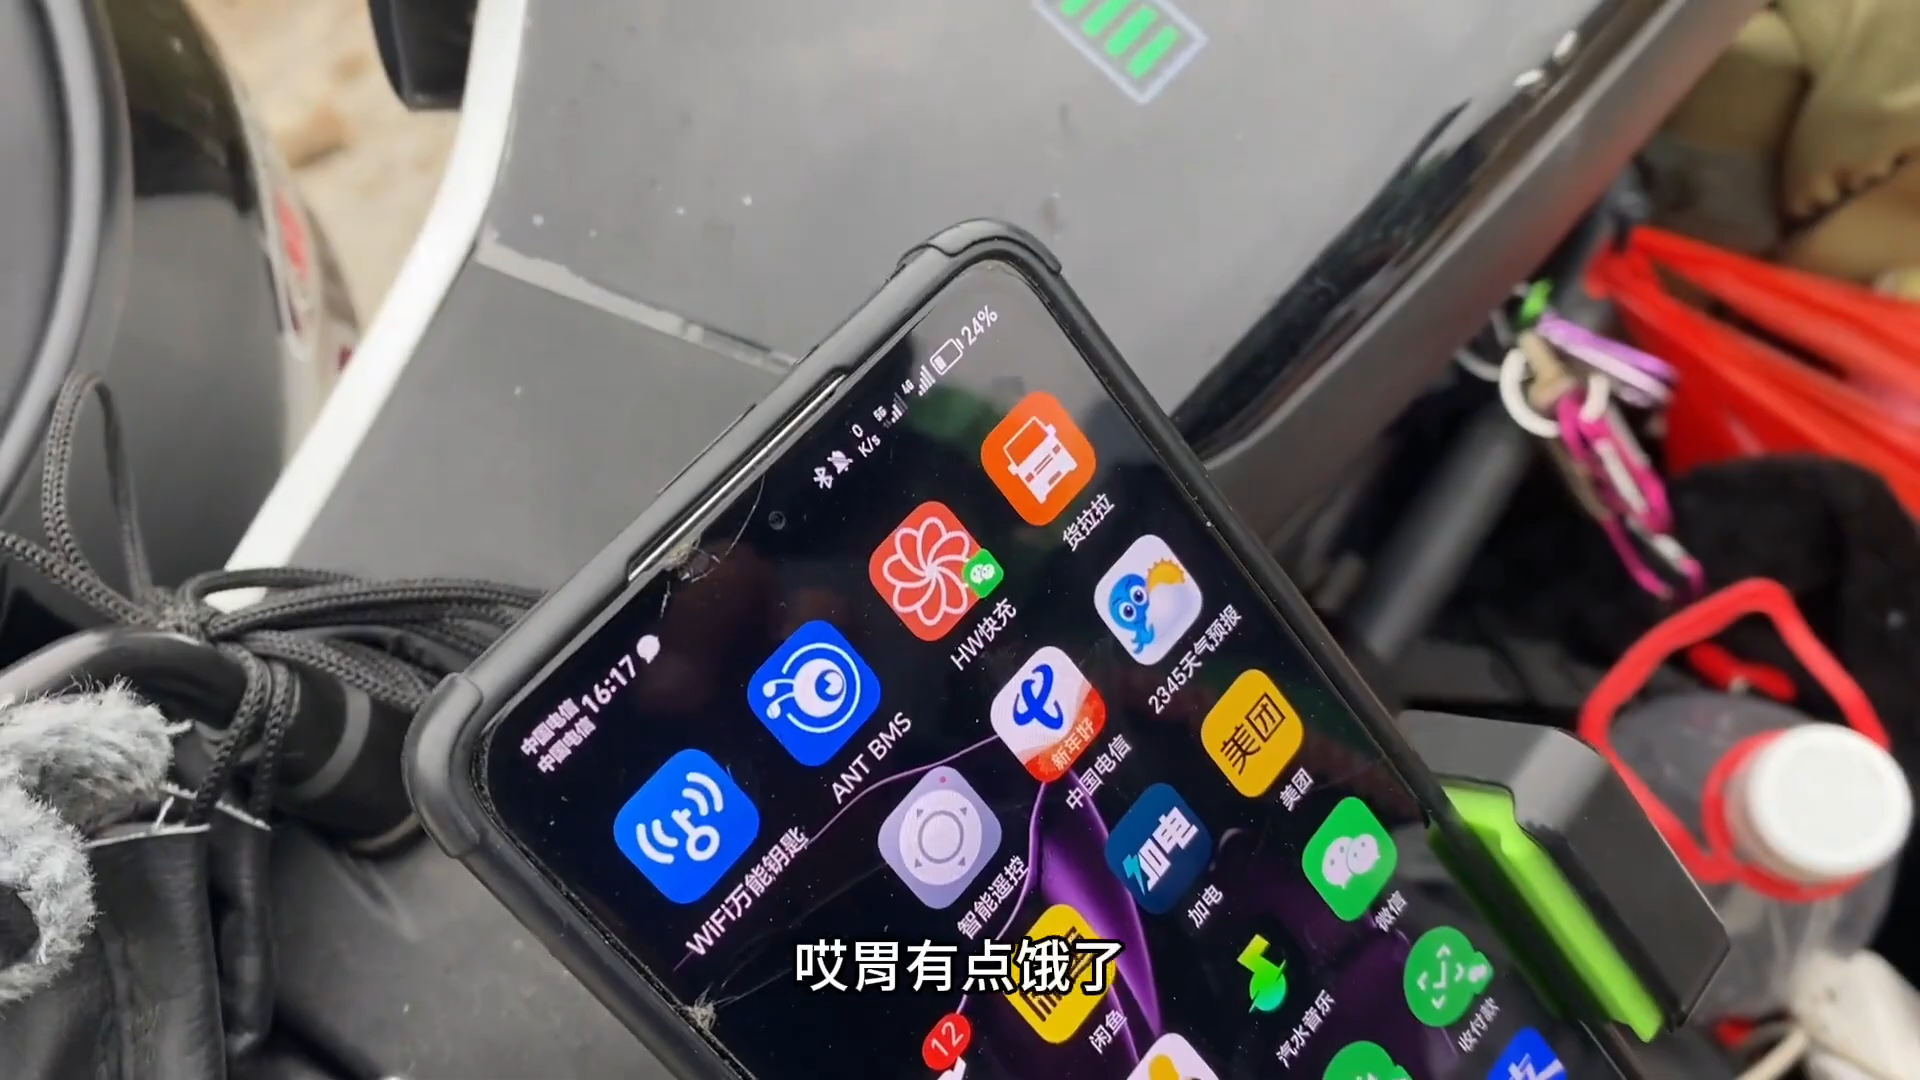 中国电信
中国电信
16:17
0
K/s
5G
4G
24%
WiFi万能钥匙
ANT BMS
HW快充
货拉拉
智能遥控
新年好
中国电信
2345天气预报
闲鱼
加电
加电
美团
美团
12
汽水音乐
微信
收付款
哎胃有点饿了